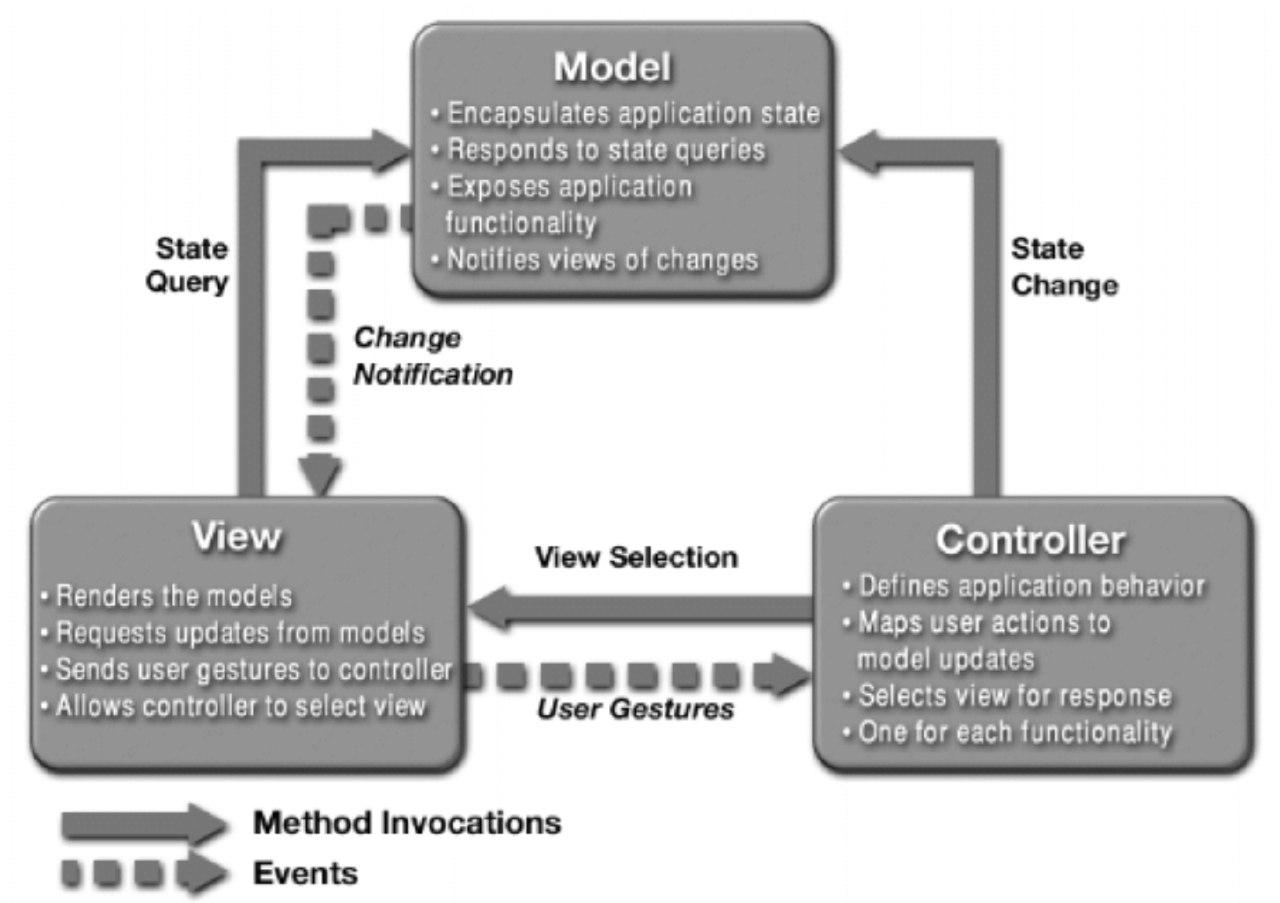 Model
• Encapsulates application state
• Responds to state queries
• Exposes application
functionality
• Notifies views of changes
State
Query
Change
Notification
State
Change
View
• Renders the models
• Requests updates from models
• Sends user gestures to controller
• Allows controller to select view
View Selection
User Gestures
Controller
• Defines application behavior
• Maps user actions to
model updates
• Selects view for response
• One for each functionality
Method Invocations
Events